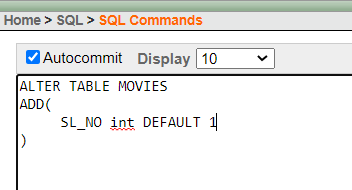 Home > SQL > SQL Commands
Autocommit Display 10
ALTER TABLE MOVIES
ADD(
SL_NO int DEFAULT 1
)